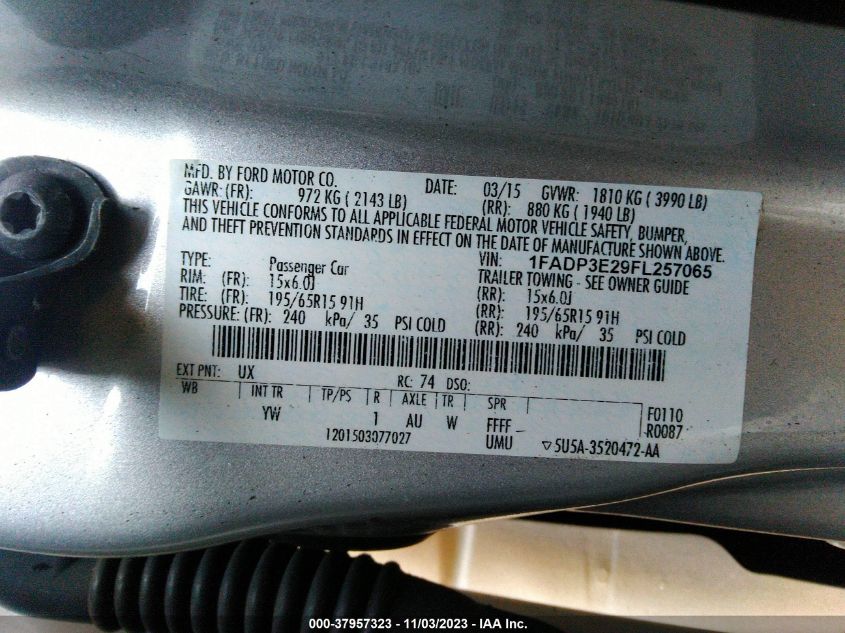 MFD. BY FORD MOTOR CO. DATE: 03/15 GVWR: 1810 KG ( 3990 LB)
GAWR: (FR): 972 KG ( 2143 LB) (RR): 880 KG ( 1940 LB)
THIS VEHICLE CONFORMS TO ALL APPLICABLE FEDERAL MOTOR VEHICLE SAFETY, BUMPER,
AND THEFT PREVENTION STANDARDS IN EFFECT ON THE DATE OF MANUFACTURE SHOWN ABOVE.
VIN: 1FADP3E29FL257065
TYPE: Passenger Car TRAILER TOWING - SEE OWNER GUIDE
RIM: (FR): 15x6.0J (RR): 15x6.0J
TIRE: (FR): 195/65R15 91H (RR): 195/65R15 91H
PRESSURE: (FR): 240 kPa/ 35 PSI COLD (RR): 240 kPa/ 35 PSI COLD
EXT PNT: UX RC: 74 DSO:
WB INT TR TP/PS R AXLE TR SPR F0110
YW 1 AU W FFFF R0087
1201503077027 UMU ▽5U5A-3520472-AA
000-37957323 — 11/03/2023 — IAA Inc.